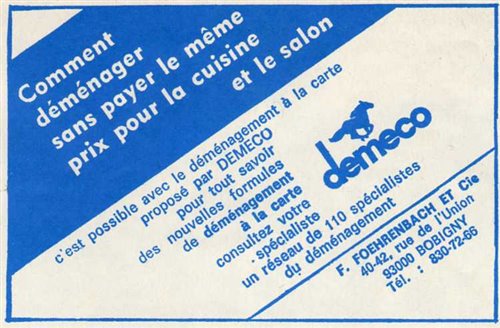 Comment
déménager
sans payer le même
prix pour la cuisine
et le salon
c'est possible avec le déménagement à la carte
proposé par DEMECO
pour tout savoir
des nouvelles formules
de déménagement
à la carte
consultez votre
spécialiste
un réseau de 110 spécialistes
du déménagement
demeco
F. FOEHRENBACH ET Cie
40-42, rue de l'Union
93000 BOBIGNY
Tél. : 830-72-66